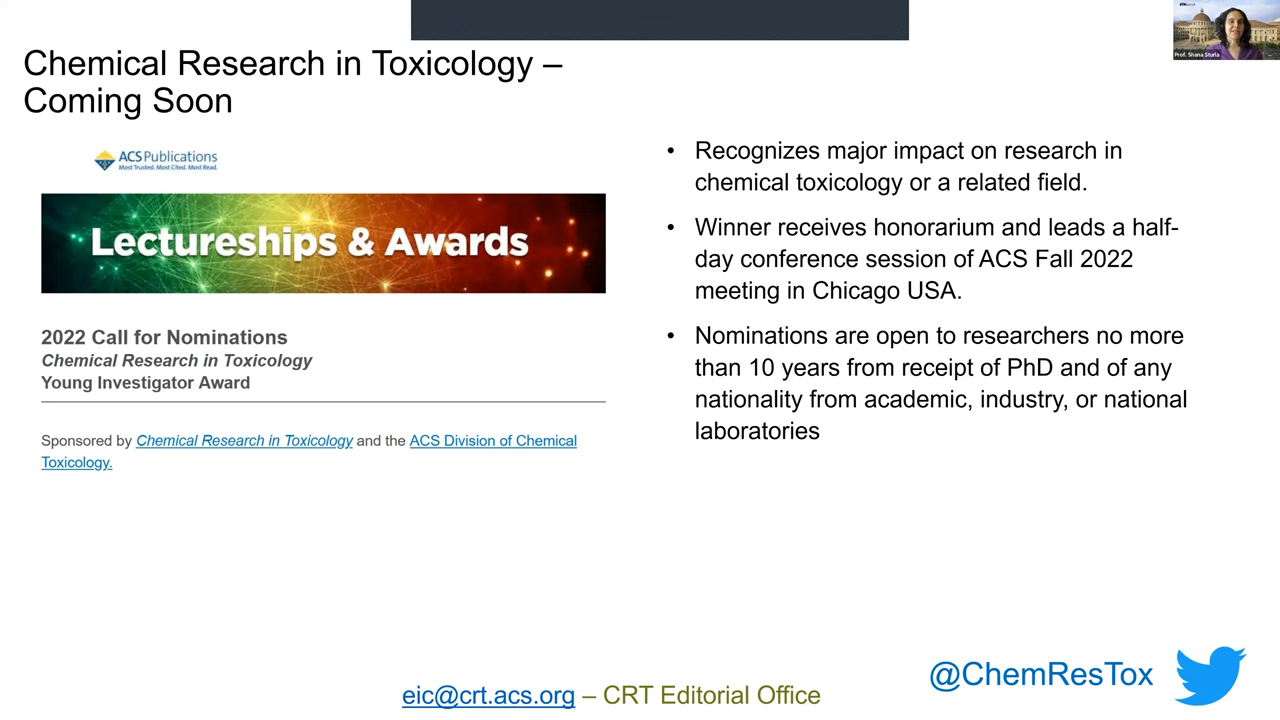 Chemical Research in Toxicology –
Coming Soon
ETH zürich
Prof. Shana Sturla
ACS Publications
Most Trusted. Most Cited. Most Read.
Lectureships & Awards
2022 Call for Nominations
Chemical Research in Toxicology
Young Investigator Award
Sponsored by Chemical Research in Toxicology and the ACS Division of Chemical
Toxicology.
• Recognizes major impact on research in
chemical toxicology or a related field.
• Winner receives honorarium and leads a half-
day conference session of ACS Fall 2022
meeting in Chicago USA.
• Nominations are open to researchers no more
than 10 years from receipt of PhD and of any
nationality from academic, industry, or national
laboratories
@ChemResTox
eic@crt.acs.org – CRT Editorial Office